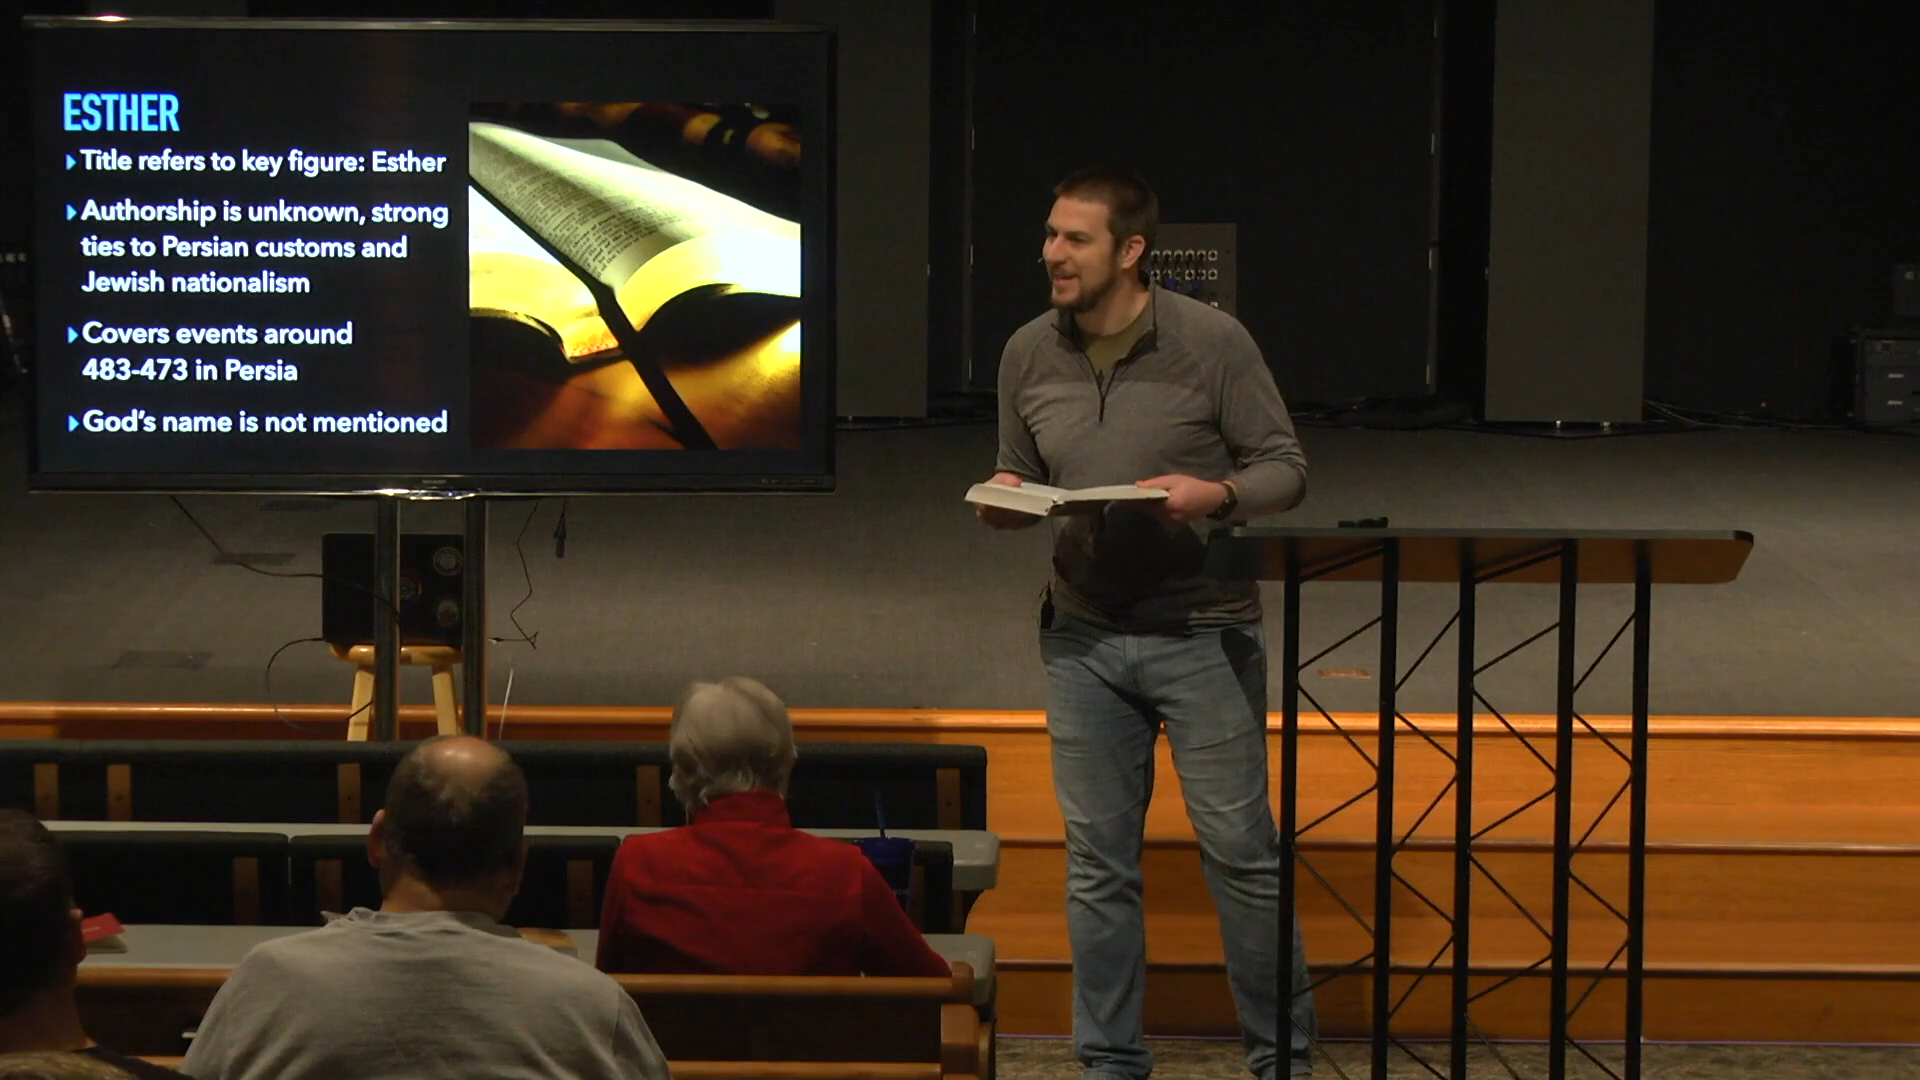 ESTHER
Title refers to key figure: Esther
Authorship is unknown, strong
ties to Persian customs and
Jewish nationalism
Covers events around
483-473 in Persia
God's name is not mentioned